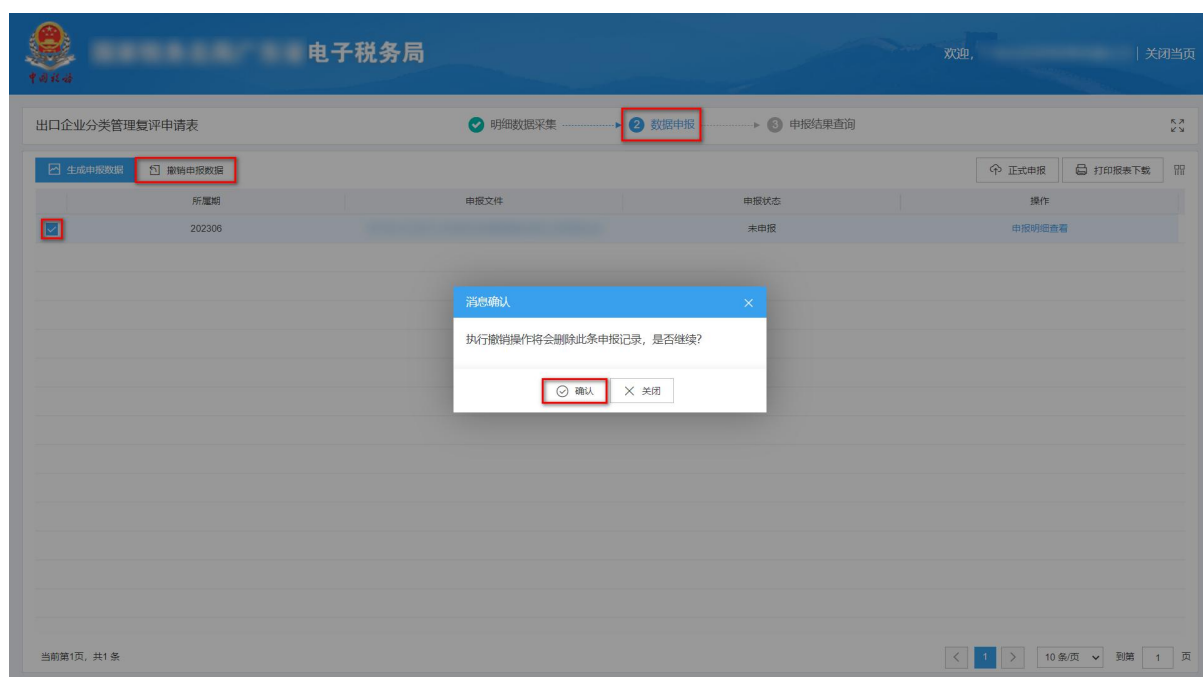 中国税务
电子税务局
欢迎,
| 关闭当页
出口企业分类管理复评申请表
明细数据采集
2 数据申报
3 申报结果查询
生成申报数据
撤销申报数据
正式申报
打印报表下载
所属期 申报文件 申报状态 操作
202306 未申报 申报明细查看
消息确认
执行撤销操作将会删除此条申报记录，是否继续?
确认
关闭
当前第1页, 共1 条
1
10 条/页
到第 1 页